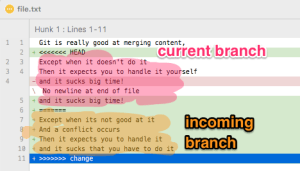 file.txt
Hunk 1 : Lines 1-11
1 1 Git is really good at merging content,
2 + <<<<<<< HEAD
2 3 Except when it doesn't do it
3 4 Then it expects you to handle it yourself
4 - and it sucks big time!
\ No newline at end of file
5 + and it sucks big time!
6 + =======
7 + Except when its not good at it
8 + And a conflict occurs
9 + Then it expects you to handle it
10 + and it sucks that you have to do it
11 + >>>>>>> change
current branch
incoming
branch